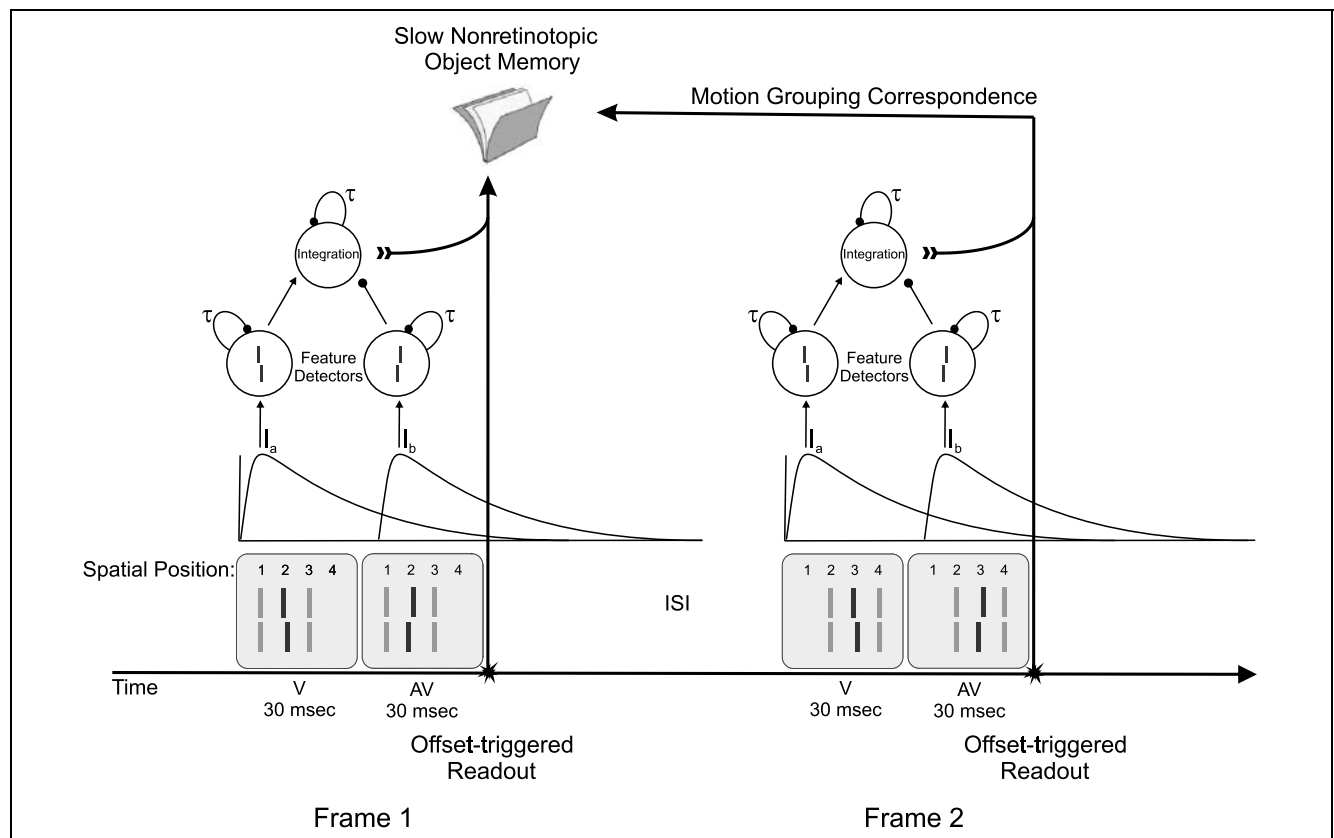 Slow Nonretinotopic
Object Memory
Motion Grouping Correspondence
τ
τ
Integration
Integration
τ
τ
τ
τ
Feature
Detectors
Feature
Detectors
I a
I b
I a
I b
Spatial Position:
1 2 3 4
1 2 3 4
1 2 3 4
1 2 3 4
ISI
Time
V
30 msec
AV
30 msec
V
30 msec
AV
30 msec
Offset-triggered
Readout
Offset-triggered
Readout
Frame 1
Frame 2